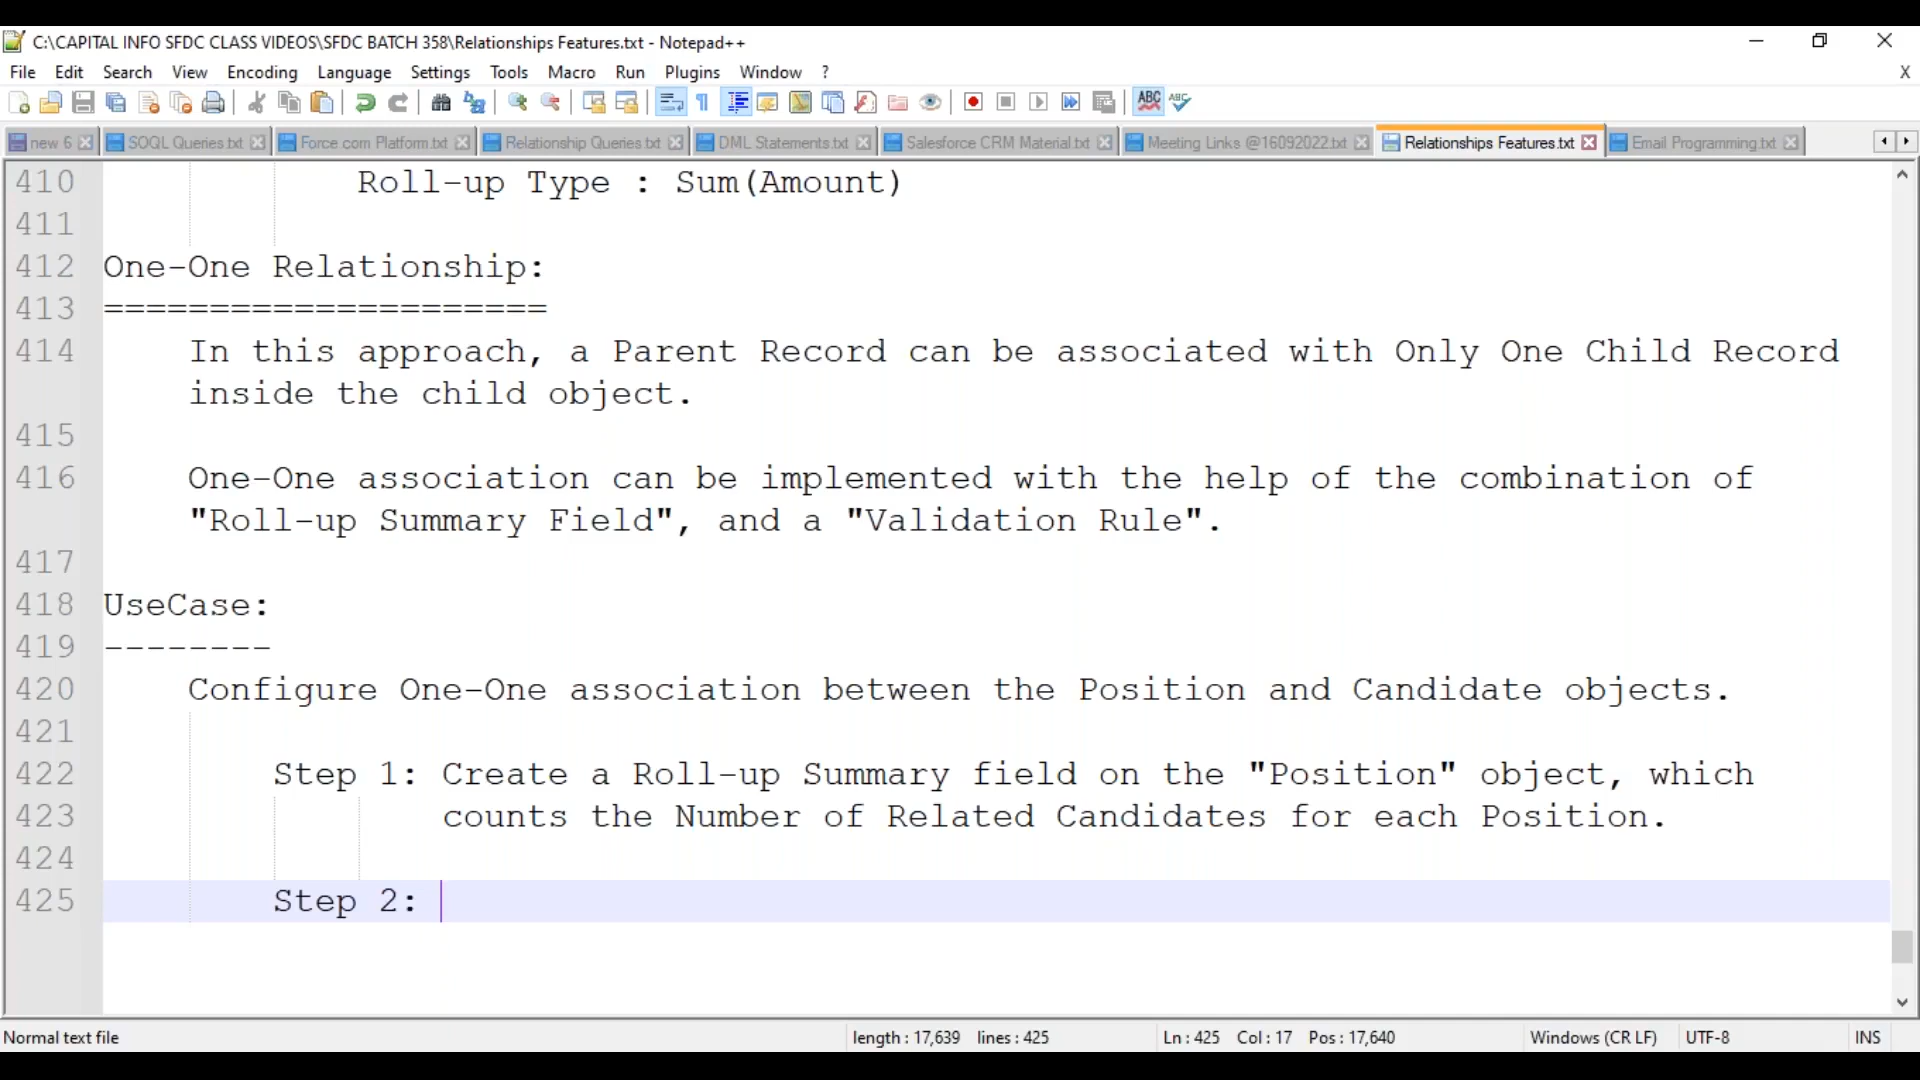 C:\CAPITAL INFO SFDC CLASS VIDEOS\SFDC BATCH 358\Relationships Features.txt - Notepad++
File Edit Search View Encoding Language Settings Tools Macro Run Plugins Window ? X
new 6 SOQL Queries.txt Force com Platform.txt Relationship Queries.txt DML Statements.txt Salesforce CRM Material.txt Meeting Links @16092022.txt Relationships Features.txt Email Programming.txt
410 Roll-up Type : Sum(Amount)
411
412 One-One Relationship:
413 =====================
414 In this approach, a Parent Record can be associated with Only One Child Record
inside the child object.
415
416 One-One association can be implemented with the help of the combination of
"Roll-up Summary Field", and a "Validation Rule".
417
418 UseCase:
419 --------
420 Configure One-One association between the Position and Candidate objects.
421
422 Step 1: Create a Roll-up Summary field on the "Position" object, which
423 counts the Number of Related Candidates for each Position.
424
425 Step 2:
Normal text file length : 17,639 lines : 425 Ln : 425 Col : 17 Pos : 17,640 Windows (CR LF) UTF-8 INS